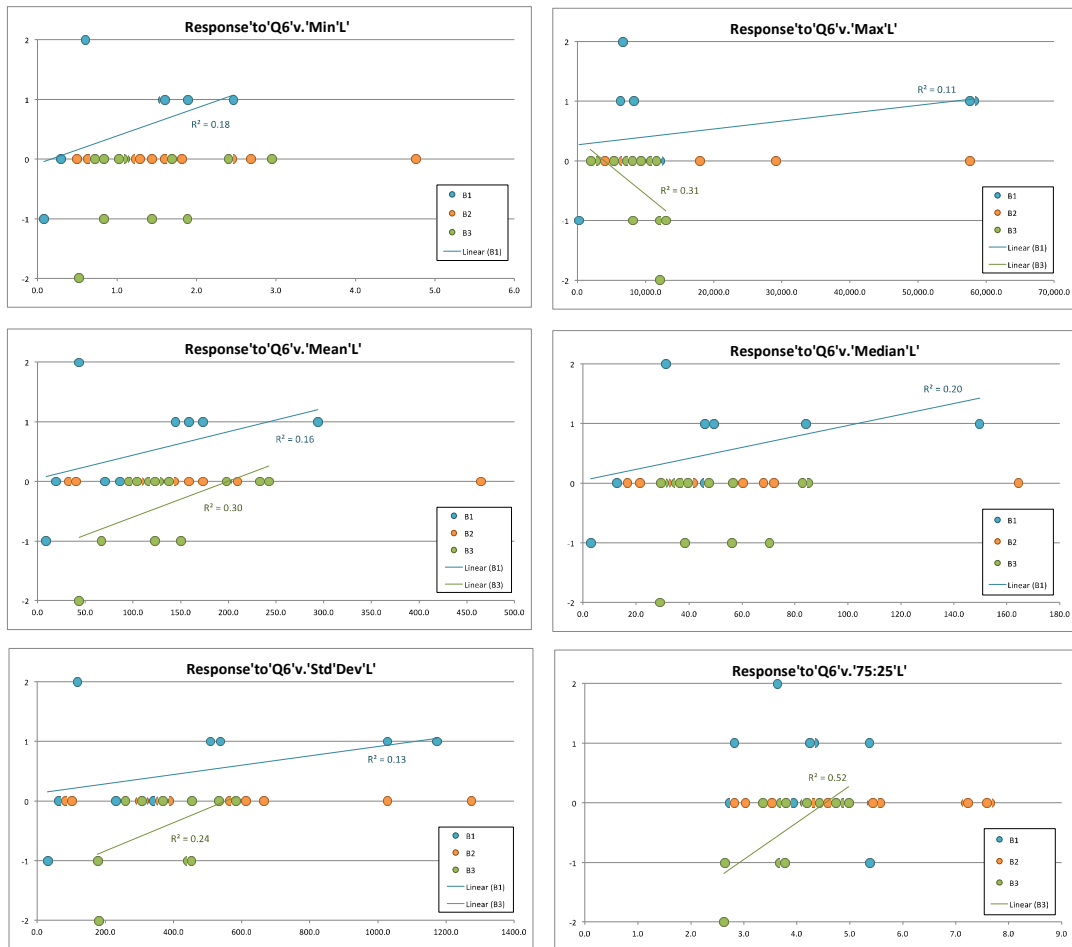 Response'to'Q6'v.'Min'L'
2
1
R² = 0.18
0
B1
B2
-1
B3
Linear (B1)
-2
0.0 1.0 2.0 3.0 4.0 5.0 6.0
Response'to'Q6'v.'Max'L'
2
R² = 0.11
1
0
R² = 0.31
B1
B2
-1
B3
Linear (B1)
Linear (B3)
-2
0.0 10,000.0 20,000.0 30,000.0 40,000.0 50,000.0 60,000.0 70,000.0
Response'to'Q6'v.'Mean'L'
2
1
R² = 0.16
0
R² = 0.30
B1
B2
-1
B3
Linear (B1)
Linear (B3)
-2
0.0 50.0 100.0 150.0 200.0 250.0 300.0 350.0 400.0 450.0 500.0
Response'to'Q6'v.'Median'L'
2
R² = 0.20
1
0
B1
-1
B2
B3
Linear (B1)
-2
0.0 20.0 40.0 60.0 80.0 100.0 120.0 140.0 160.0 180.0
Response'to'Q6'v.'Std'Dev'L'
2
1
R² = 0.13
0
R² = 0.24
B1
B2
-1
B3
Linear (B1)
Linear (B3)
-2
0.0 200.0 400.0 600.0 800.0 1000.0 1200.0 1400.0
Response'to'Q6'v.'75:25'L'
2
1
R² = 0.52
0
B1
B2
-1
B3
Linear (B3)
-2
0.0 1.0 2.0 3.0 4.0 5.0 6.0 7.0 8.0 9.0